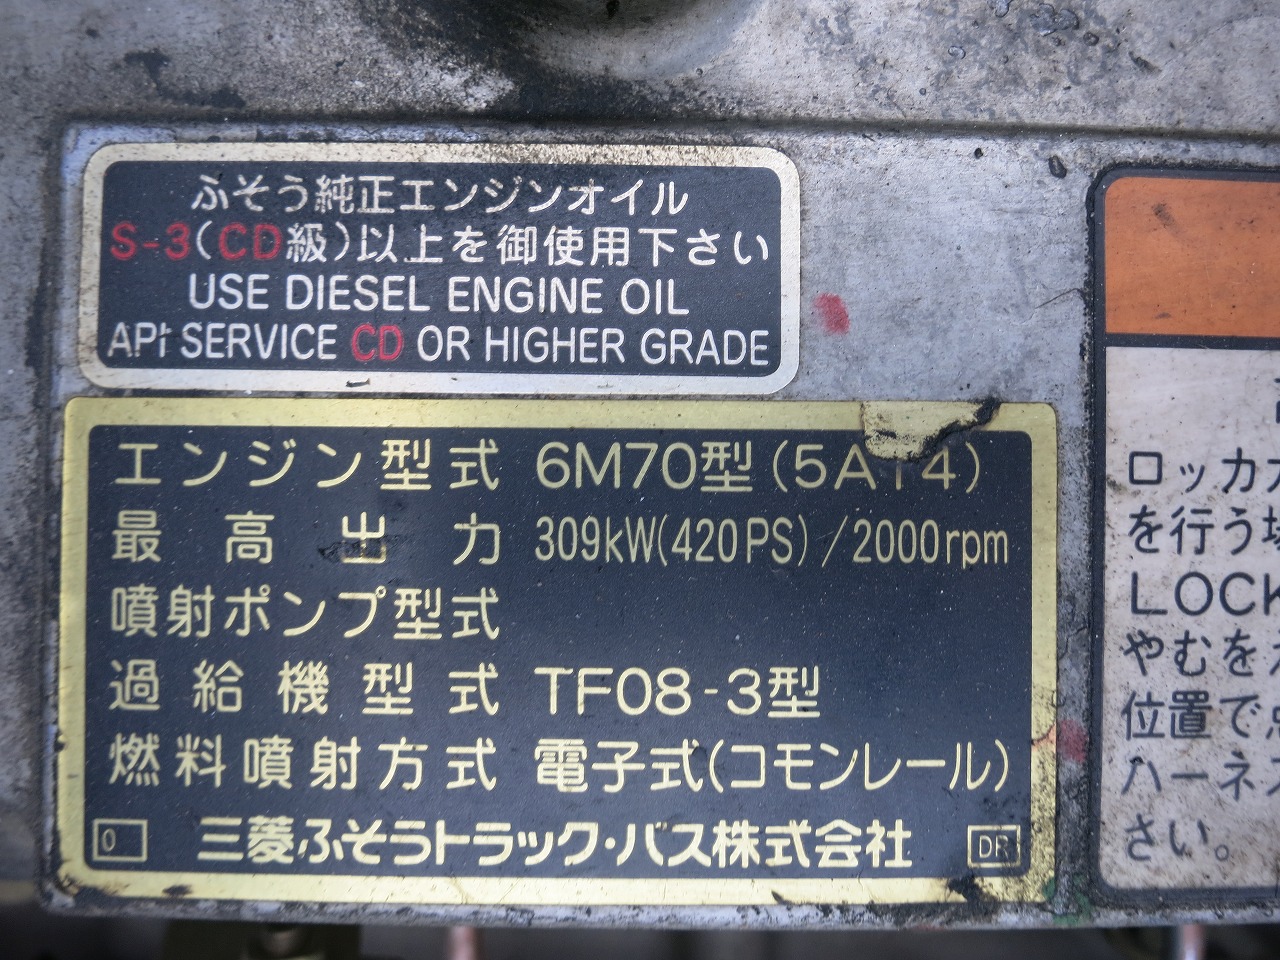 ふそう純正エンジンオイル
S-3(CD級)以上を御使用下さい
USE DIESEL ENGINE OIL
API SERVICE CD OR HIGHER GRADE
エンジン型式 6M70型(5AT4)
最高出力 309kW(420PS)/2000rpm
噴射ポンプ型式
過給機型式 TF08-3型
燃料噴射方式 電子式(コモンレール)
0 三菱ふそうトラック・バス株式会社 DR
ロッカカ
を行う場
LOCK
やむをえ
位置で点
ハーネス
さい。